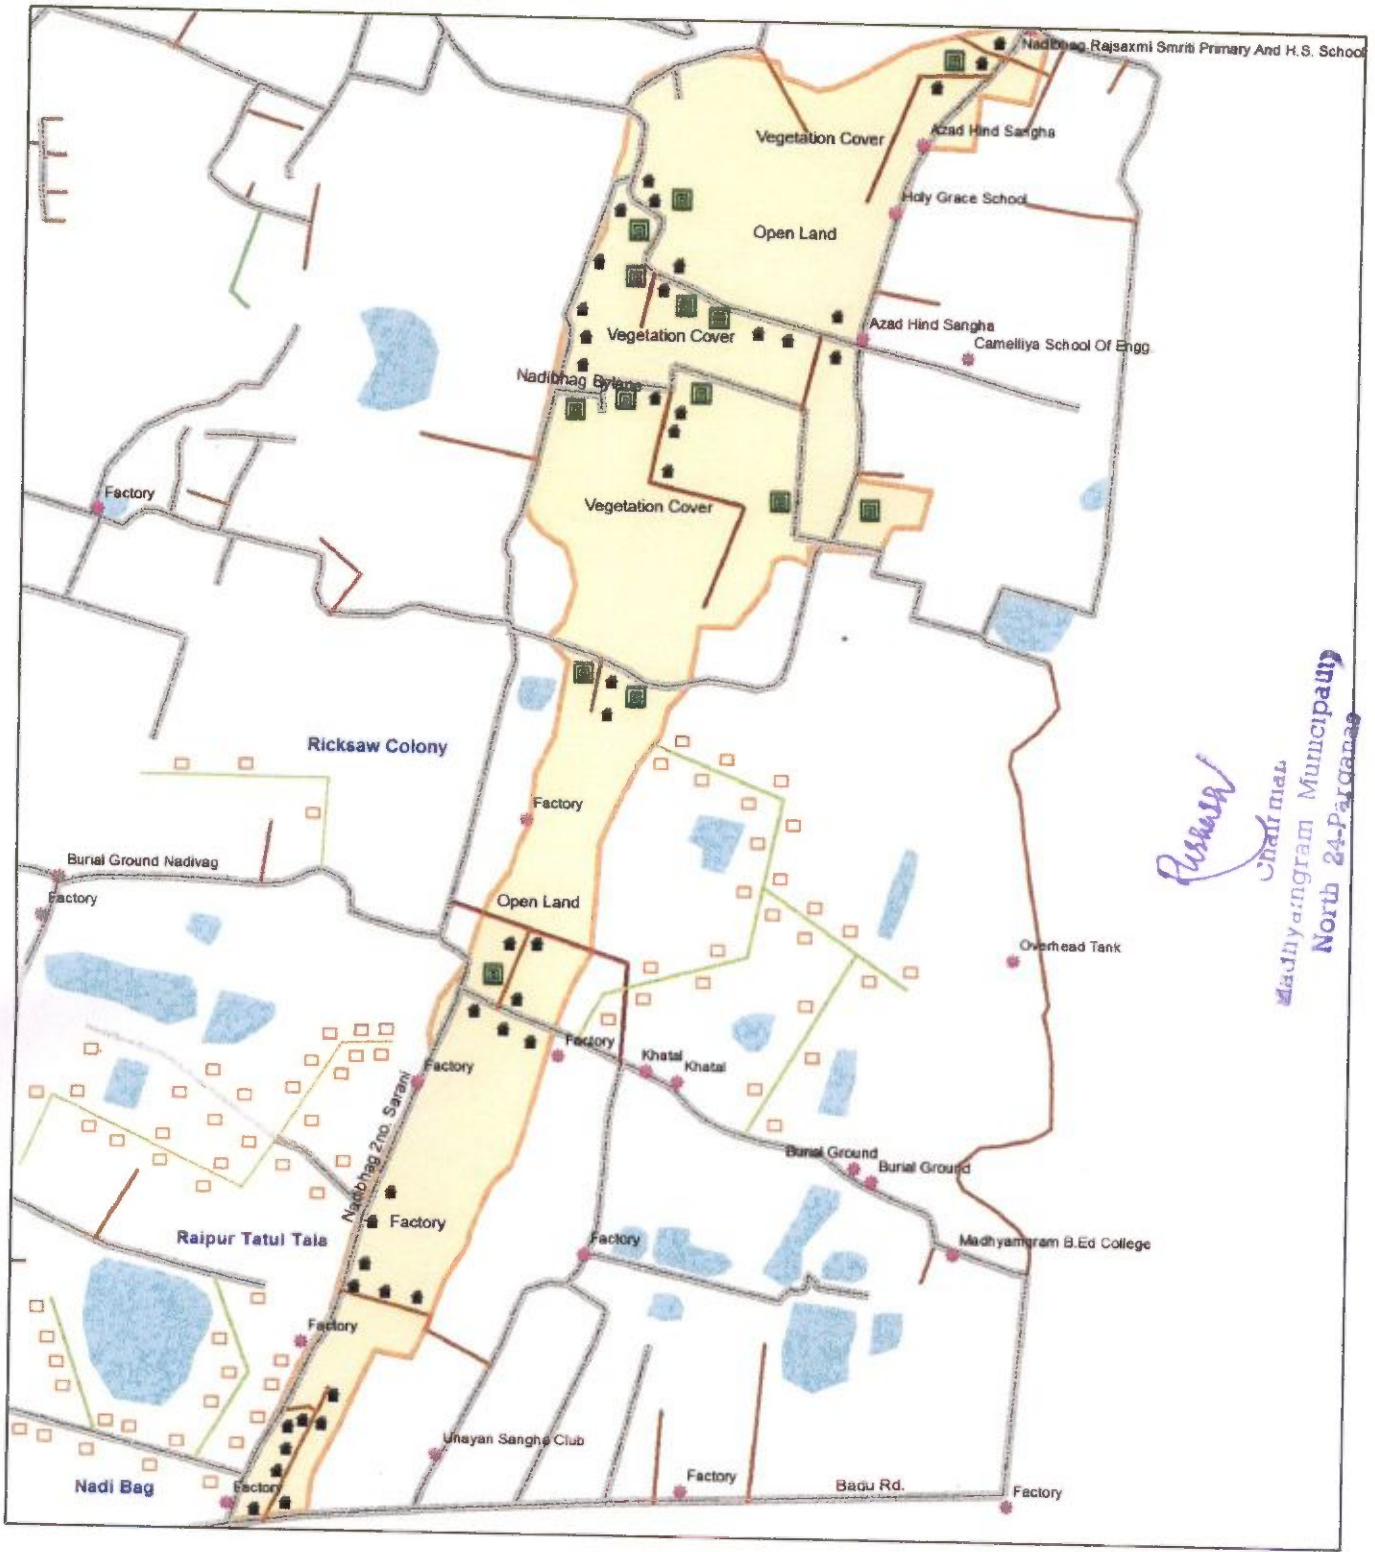 Nadibhag Rajsaxmi Smriti Primary And H.S. School
Vegetation Cover
Azad Hind Sangha
Holy Grace School
Open Land
Azad Hind Sangha
Vegetation Cover
Camelliya School Of Engg.
Nadibhag Bylane
Factory
Vegetation Cover
Ricksaw Colony
Factory
Burial Ground Nadivag
Factory
Open Land
Overhead Tank
Factory
Khatal
Khatal
Factory
Nadibhag 2no. Sarani
Burial Ground
Burial Ground
Factory
Raipur Tatul Tala
Factory
Madhyamgram B.Ed College
Factory
Unayan Sangha Club
Nadi Bag
Factory
Factory
Badu Rd.
Factory
Chairman
Madhyamgram Municipality
North 24-Parganas